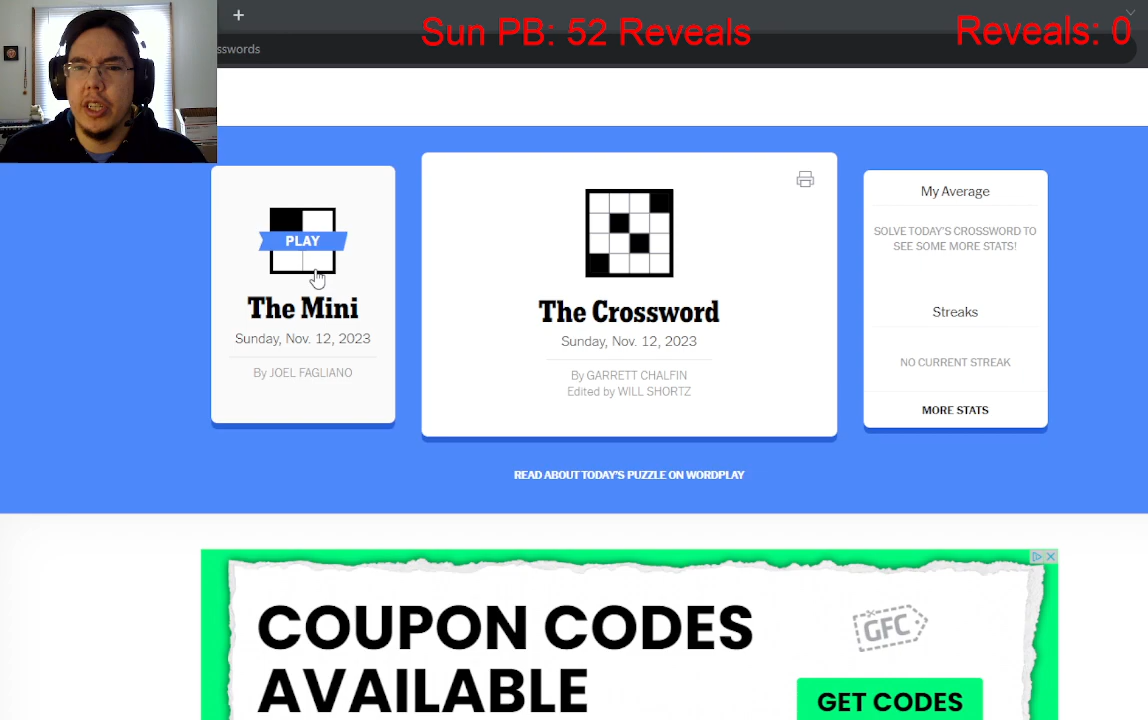 Sun PB: 52 Reveals
Reveals: 0
sswords
PLAY
The Mini
Sunday, Nov. 12, 2023
By JOEL FAGLIANO
The Crossword
Sunday, Nov. 12, 2023
By GARRETT CHALFIN
Edited by WILL SHORTZ
My Average
SOLVE TODAY'S CROSSWORD TO
SEE SOME MORE STATS!
Streaks
NO CURRENT STREAK
MORE STATS
READ ABOUT TODAY'S PUZZLE ON WORDPLAY
COUPON CODES
AVAILABLE
GFC
GET CODES